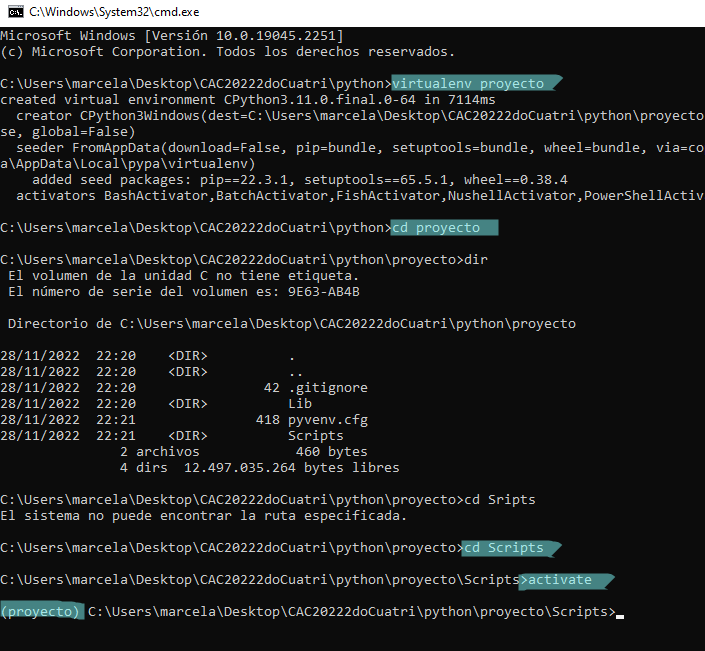 C:\Windows\System32\cmd.exe
Microsoft Windows [Versión 10.0.19045.2251]
(c) Microsoft Corporation. Todos los derechos reservados.
C:\Users\marcela\Desktop\CAC20222doCuatri\python>virtualenv proyecto
created virtual environment CPython3.11.0.final.0-64 in 7114ms
  creator CPython3Windows(dest=C:\Users\marcela\Desktop\CAC20222doCuatri\python\proyecto
se, global=False)
  seeder FromAppData(download=False, pip=bundle, setuptools=bundle, wheel=bundle, via=co
a\AppData\Local\pypa\virtualenv)
    added seed packages: pip==22.3.1, setuptools==65.5.1, wheel==0.38.4
  activators BashActivator,BatchActivator,FishActivator,NushellActivator,PowerShellActiv
C:\Users\marcela\Desktop\CAC20222doCuatri\python>cd proyecto
C:\Users\marcela\Desktop\CAC20222doCuatri\python\proyecto>dir
 El volumen de la unidad C no tiene etiqueta.
 El número de serie del volumen es: 9E63-AB4B
 Directorio de C:\Users\marcela\Desktop\CAC20222doCuatri\python\proyecto
28/11/2022  22:20    <DIR>          .
28/11/2022  22:20    <DIR>          ..
28/11/2022  22:20                42 .gitignore
28/11/2022  22:20    <DIR>          Lib
28/11/2022  22:21               418 pyvenv.cfg
28/11/2022  22:21    <DIR>          Scripts
               2 archivos            460 bytes
               4 dirs  12.497.035.264 bytes libres
C:\Users\marcela\Desktop\CAC20222doCuatri\python\proyecto>cd Sripts
El sistema no puede encontrar la ruta especificada.
C:\Users\marcela\Desktop\CAC20222doCuatri\python\proyecto>cd Scripts
C:\Users\marcela\Desktop\CAC20222doCuatri\python\proyecto\Scripts>activate
(proyecto) C:\Users\marcela\Desktop\CAC20222doCuatri\python\proyecto\Scripts>